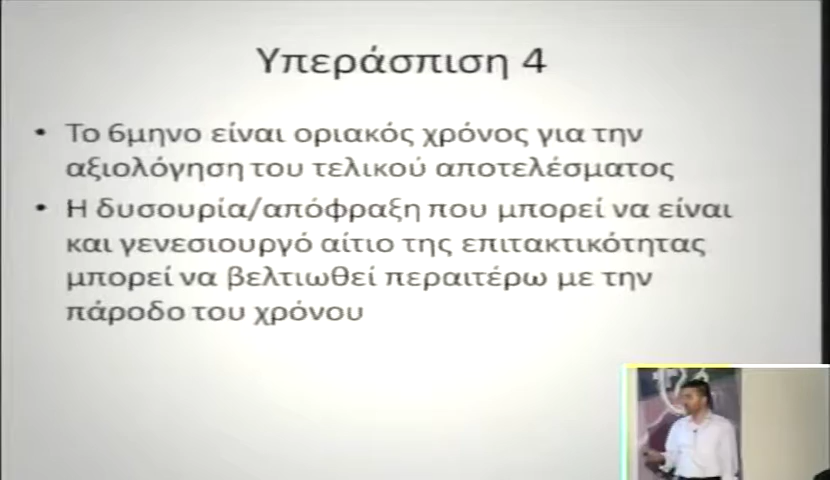 Υπεράσπιση 4
• Το 6μηνο είναι οριακός χρόνος για την
αξιολόγηση του τελικού αποτελέσματος
• Η δυσουρία/απόφραξη που μπορεί να είναι
και γενεσιουργό αίτιο της επιτακτικότητας
μπορεί να βελτιωθεί περαιτέρω με την
πάροδο του χρόνου